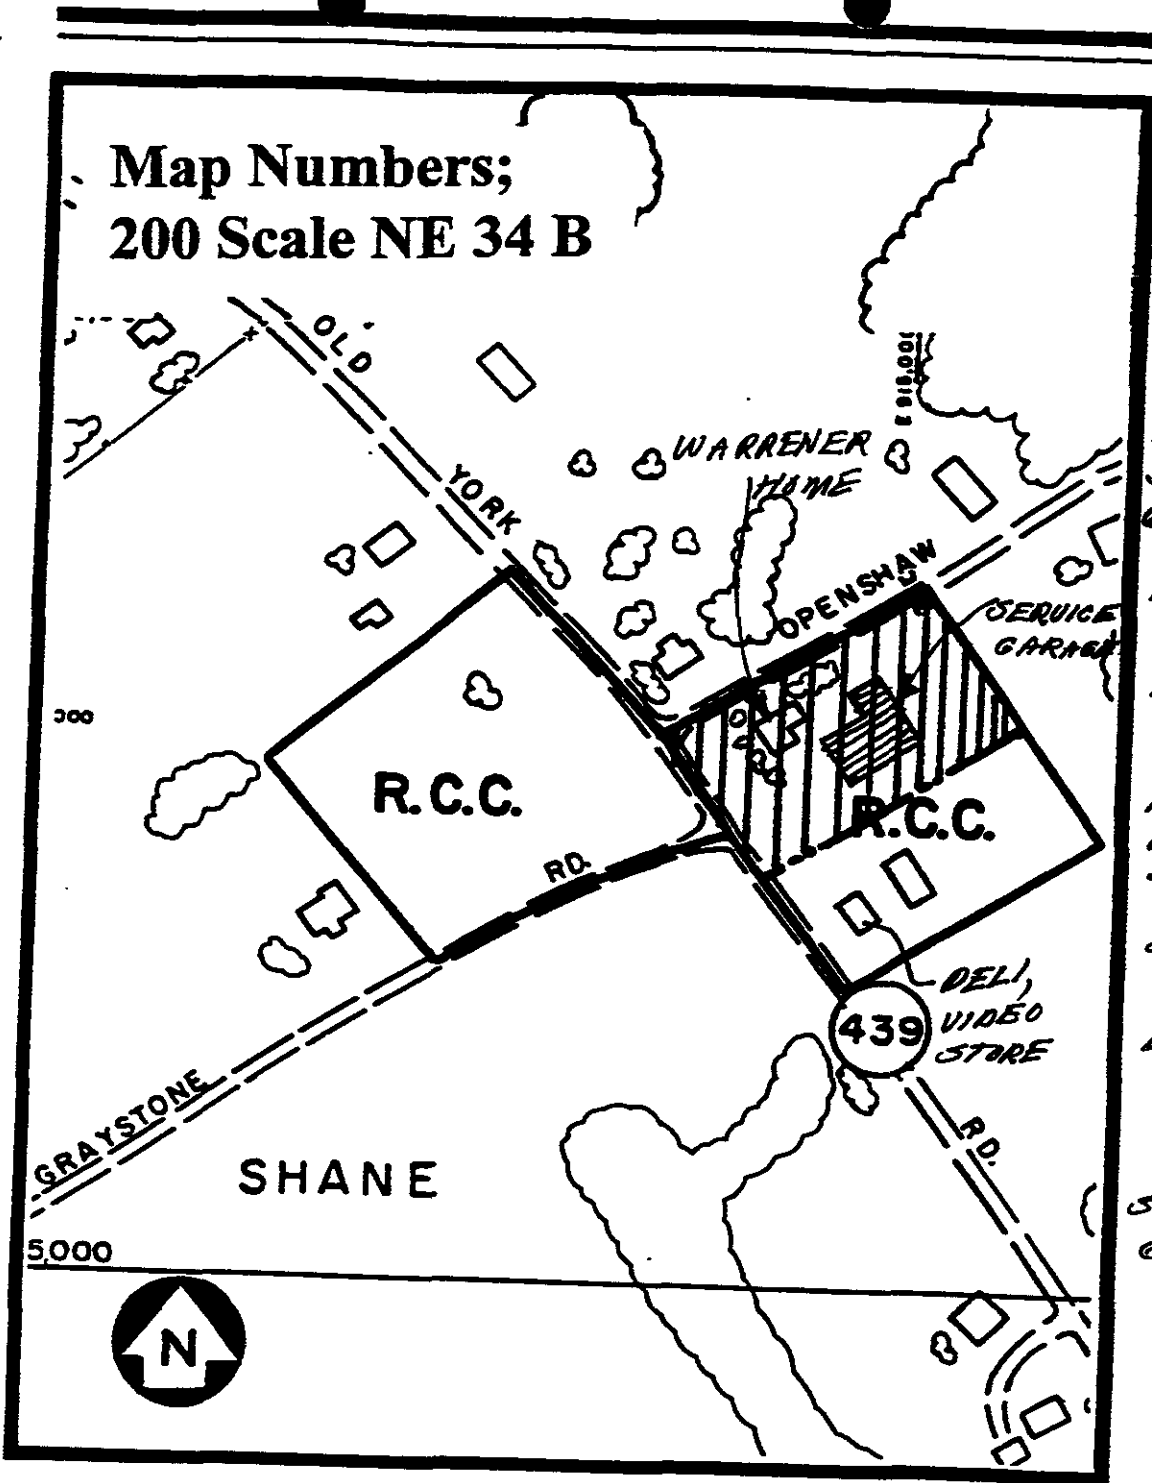 Map Numbers;
200 Scale NE 34 B
OLD
YORK
WARRENER
HOME
OPENSHAW
SERVICE
GARAGE
R.C.C.
R.C.C.
RD.
DELI,
VIDEO
STORE
439
GRAYSTONE
RD.
SHANE
5,000
N